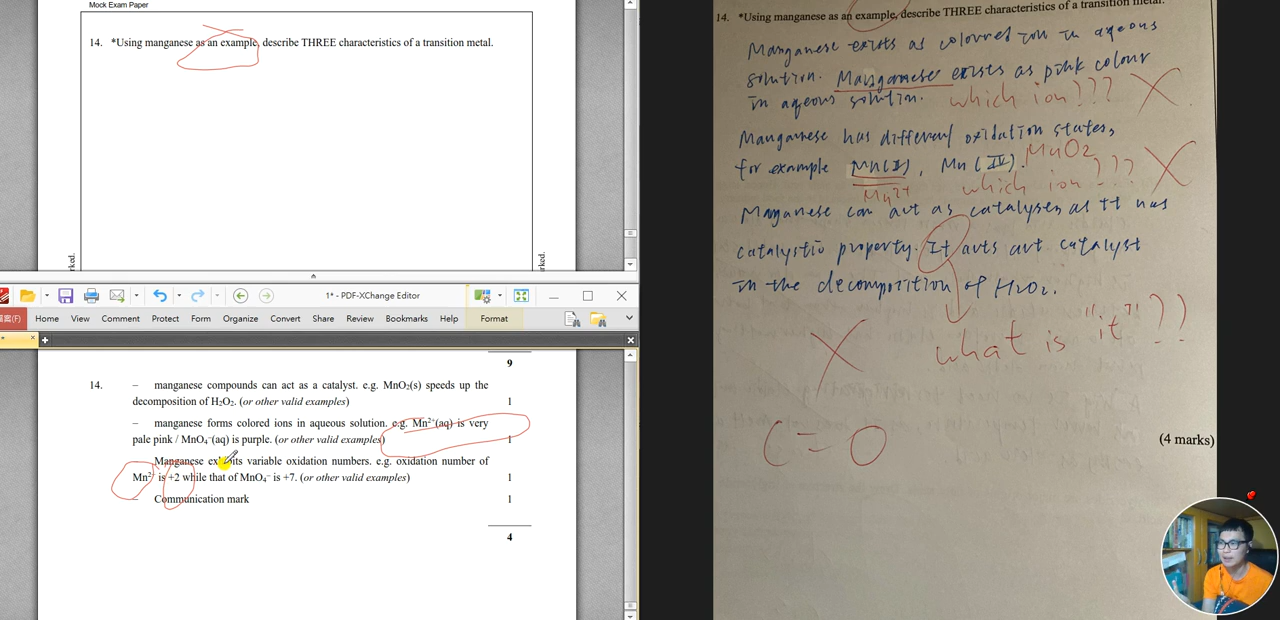 Mock Exam Paper
14. *Using manganese as an example, describe THREE characteristics of a transition metal.
rked.
rked.
1* - PDF-XChange Editor
案(F) Home View Comment Protect Form Organize Convert Share Review Bookmarks Help Format
9
14. – manganese compounds can act as a catalyst. e.g. MnO₂(s) speeds up the
decomposition of H₂O₂. (or other valid examples) 1
– manganese forms colored ions in aqueous solution. e.g. Mn²⁺(aq) is very
pale pink / MnO₄⁻(aq) is purple. (or other valid examples) 1
Manganese exhibits variable oxidation numbers. e.g. oxidation number of
Mn²⁺ is +2 while that of MnO₄⁻ is +7. (or other valid examples) 1
– Communication mark 1
4
14. *Using manganese as an example, describe THREE characteristics of a transition metal.
Manganese exists as coloured ion in aqeous
solution. Manganese exists as pink colour
in aqeous solution. which ion???
Manganese has different oxidation states,
for example Mn(II), Mn(IV). MnO2
Mn2+ which ion???
Manganese can act as catalyses as it has
catalystic property. It acts art catalyst
in the decomposition of H2O2.
what is "it"??
C=0
(4 marks)